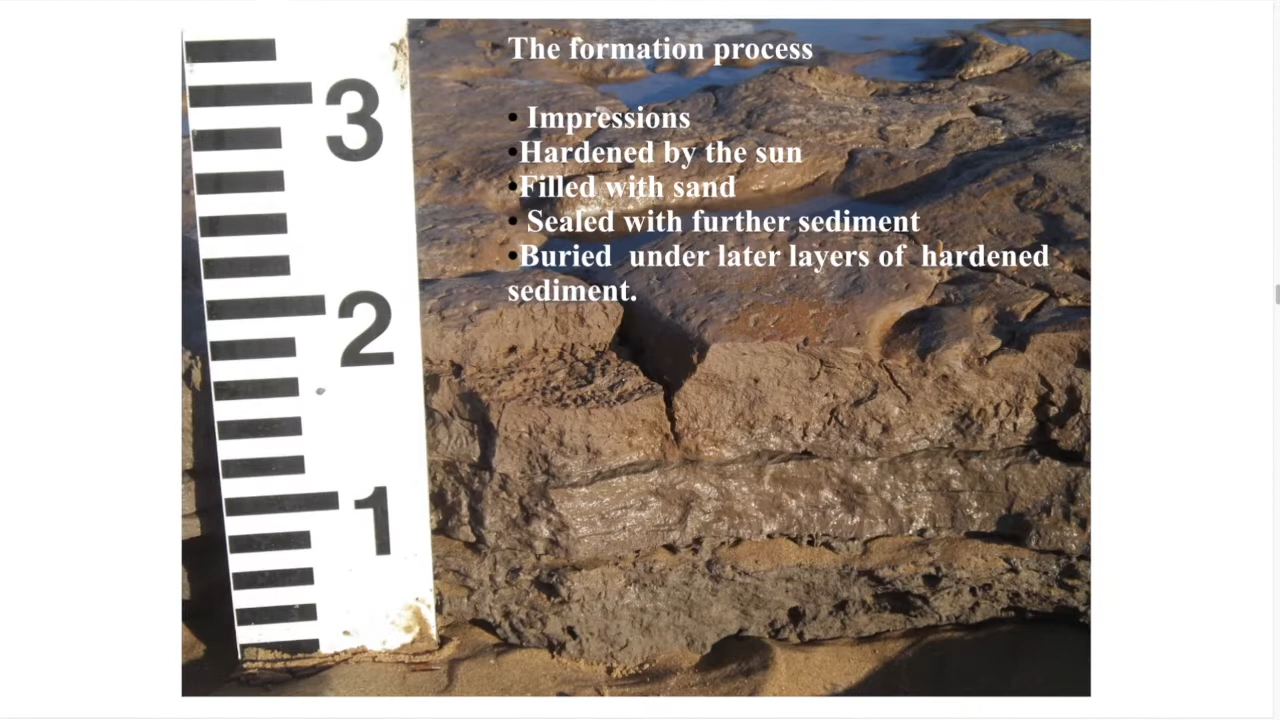 The formation process
• Impressions
•Hardened by the sun
•Filled with sand
• Sealed with further sediment
•Buried under later layers of hardened
sediment.
3
2
1